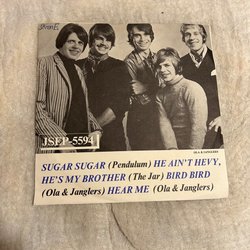 JSEP-5594
OLA & JANGLERS
SUGAR SUGAR (Pendulum) HE AIN'T HEVY,
HE'S MY BROTHER (The Jar) BIRD BIRD
(Ola & Janglers) HEAR ME (Ola & Janglers)